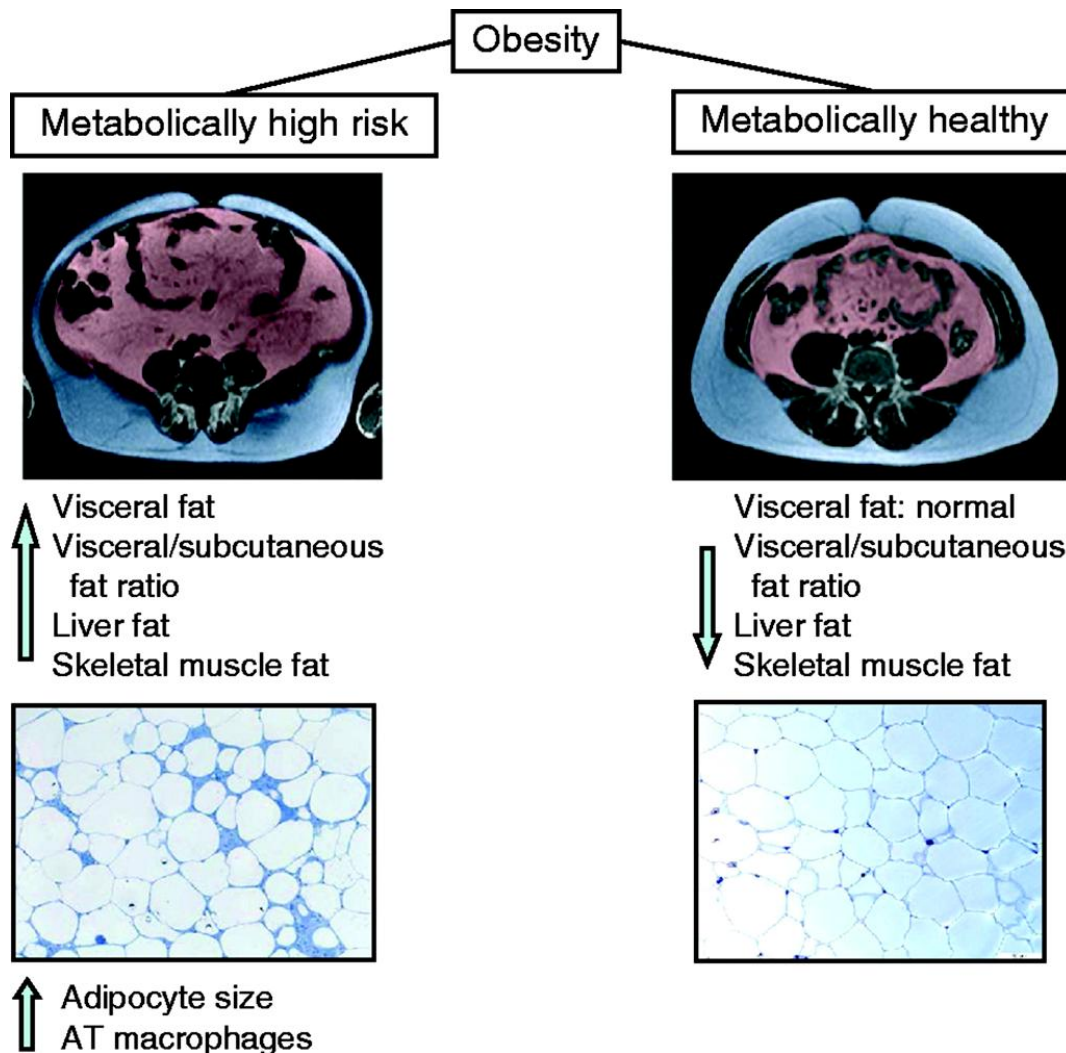 Obesity
Metabolically high risk
Metabolically healthy
Visceral fat
Visceral/subcutaneous
fat ratio
Liver fat
Skeletal muscle fat
Visceral fat: normal
Visceral/subcutaneous
fat ratio
Liver fat
Skeletal muscle fat
Adipocyte size
AT macrophages